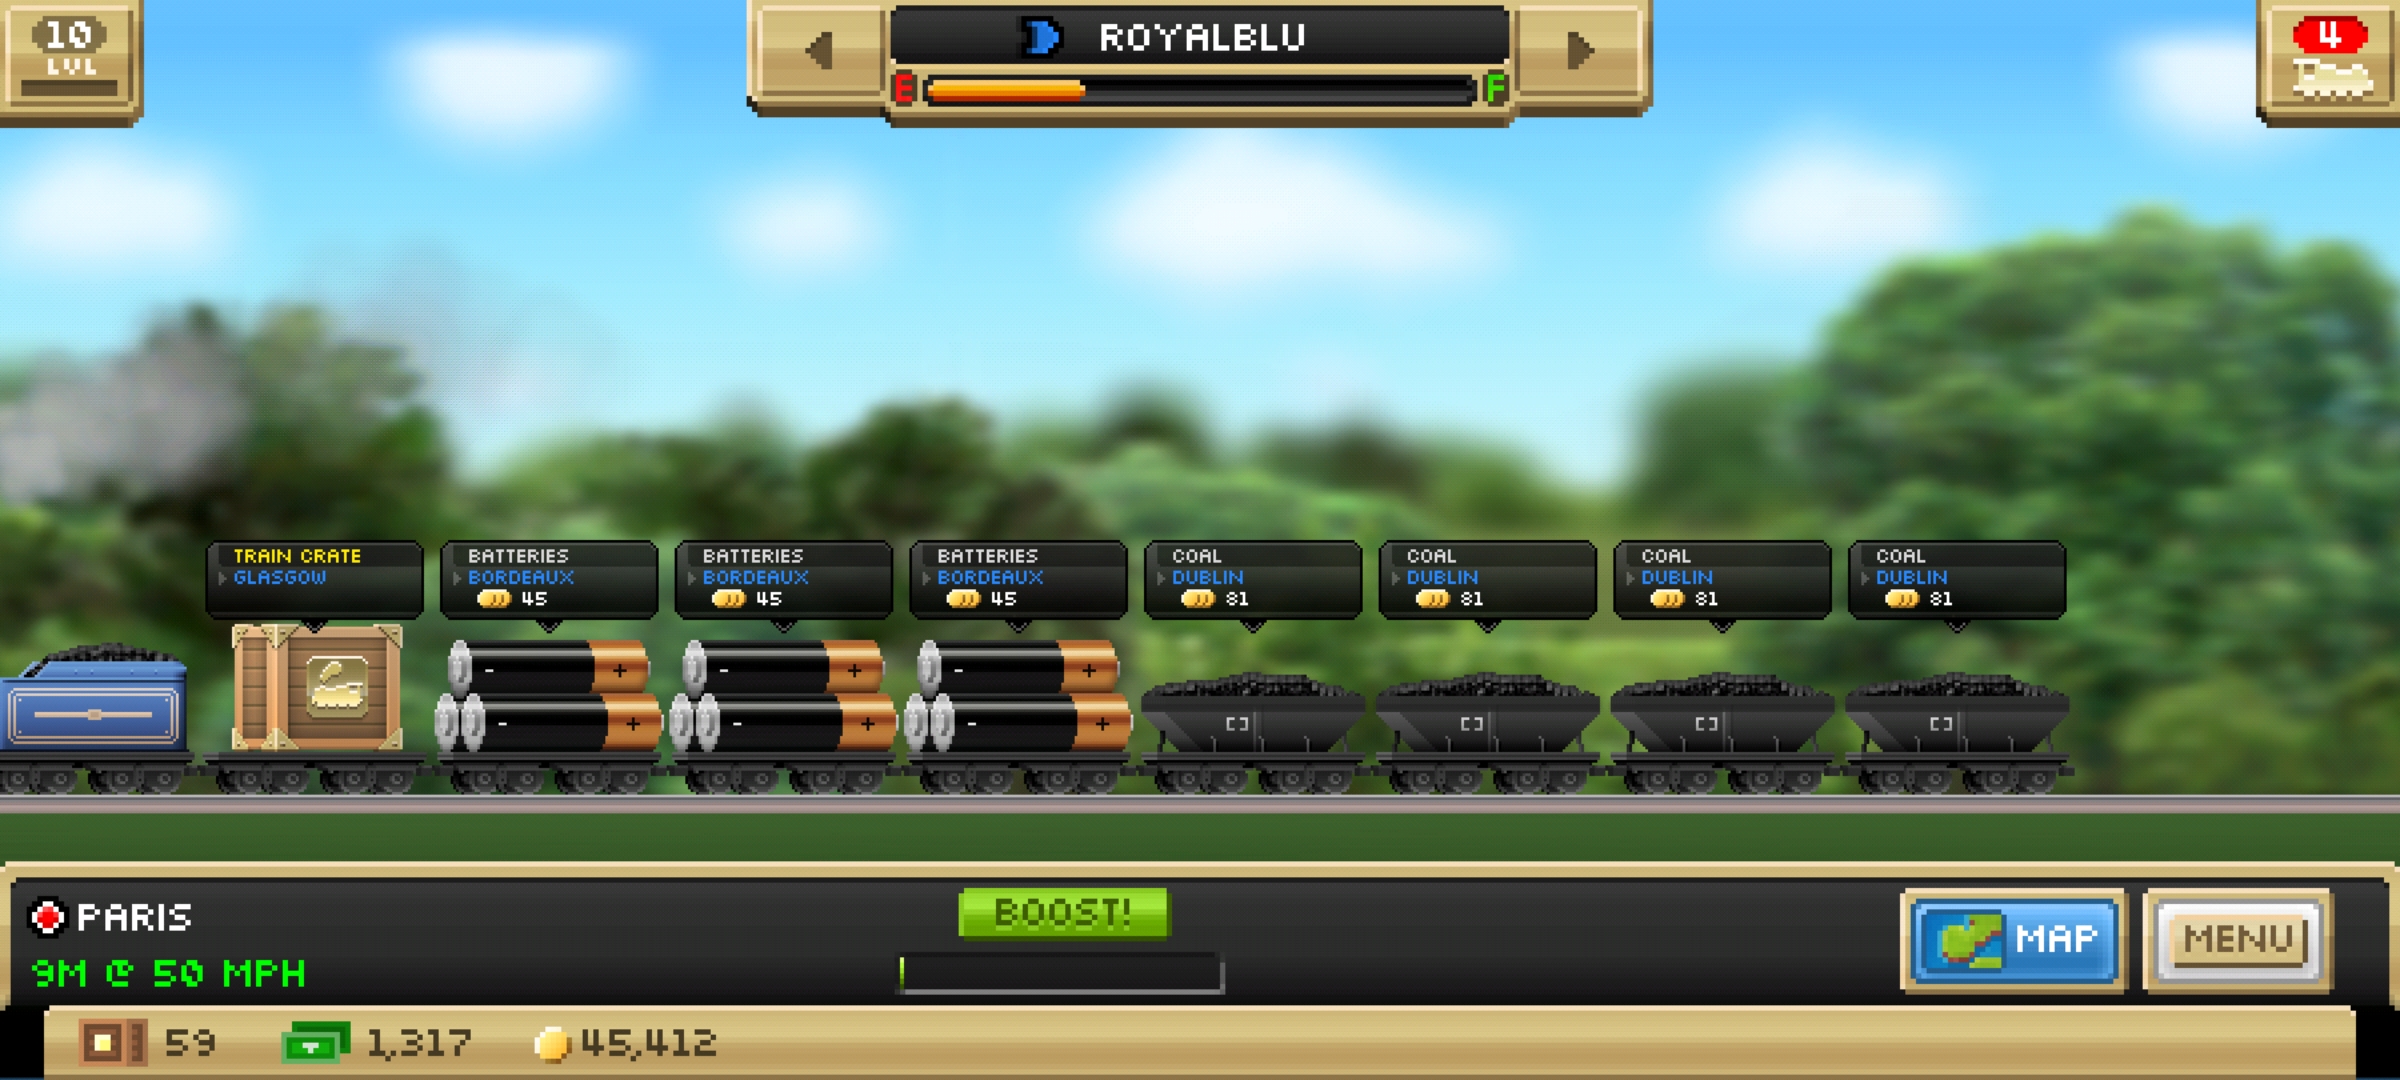 10
LVL
ROYALBLU
E F
4
TRAIN CRATE
GLASGOW
BATTERIES
BORDEAUX
45
BATTERIES
BORDEAUX
45
BATTERIES
BORDEAUX
45
COAL
DUBLIN
81
COAL
DUBLIN
81
COAL
DUBLIN
81
COAL
DUBLIN
81
PARIS
9M @ 50 MPH
BOOST!
MAP
MENU
59 1,317 45,412